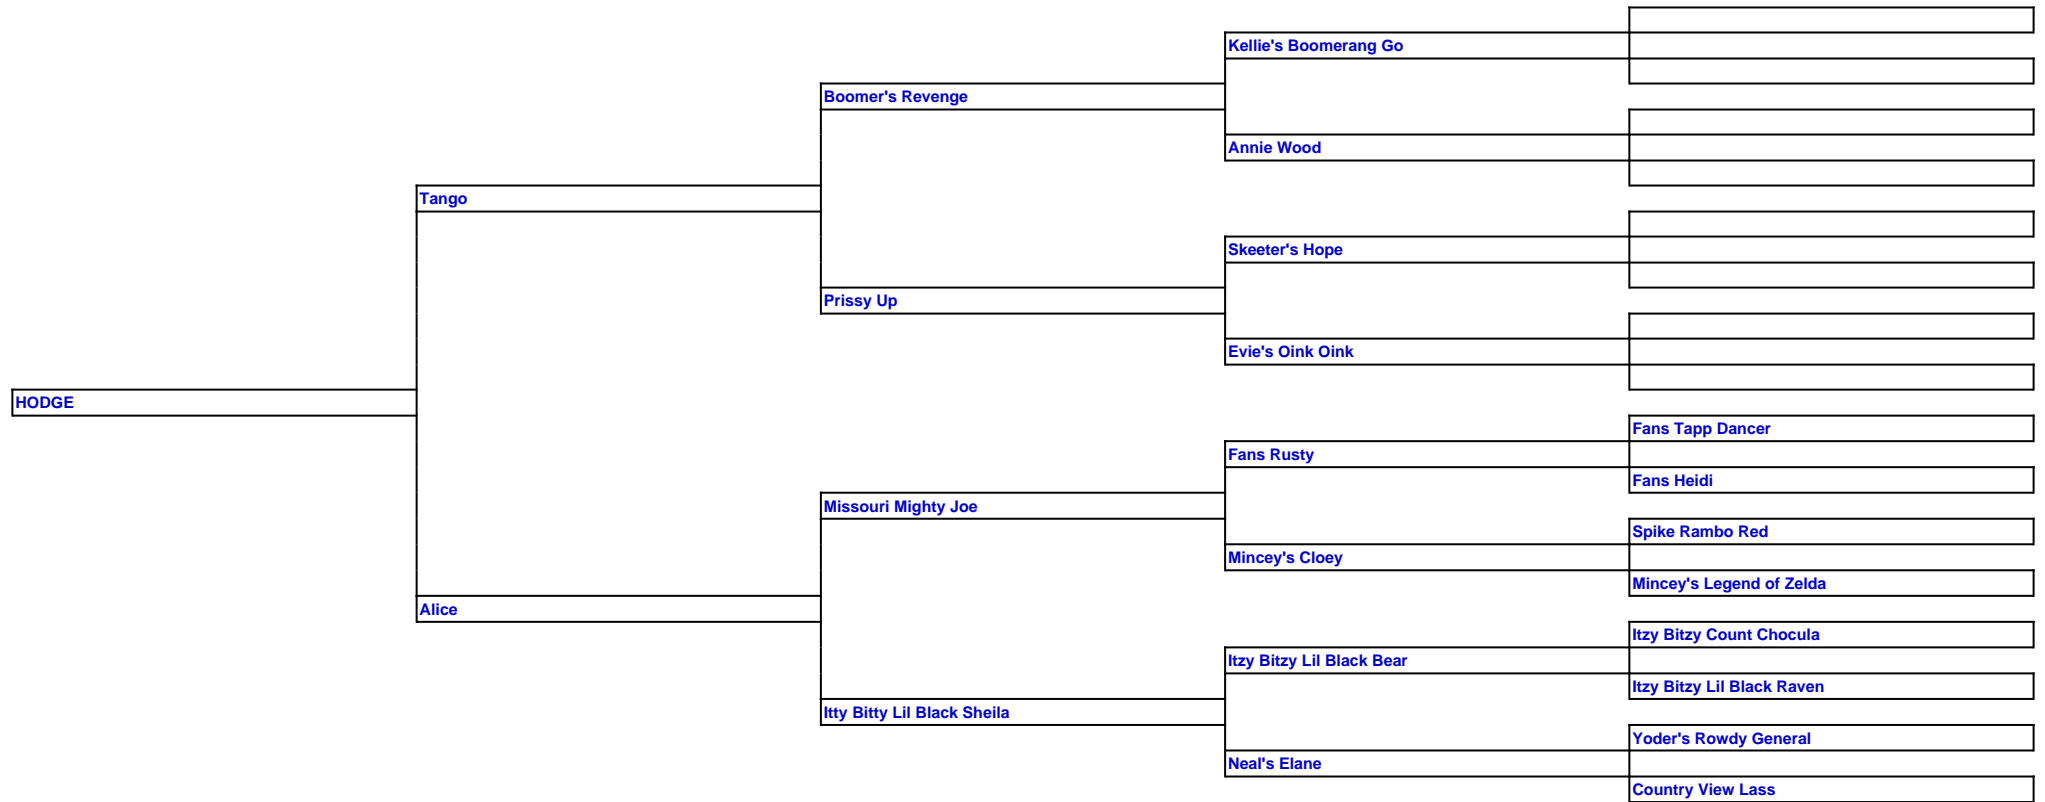 Kellie's Boomerang Go
Boomer's Revenge
Annie Wood
Tango
Skeeter's Hope
Prissy Up
Evie's Oink Oink
HODGE
Fans Tapp Dancer
Fans Rusty
Fans Heidi
Missouri Mighty Joe
Spike Rambo Red
Mincey's Cloey
Mincey's Legend of Zelda
Alice
Itzy Bitzy Count Chocula
Itzy Bitzy Lil Black Bear
Itzy Bitzy Lil Black Raven
Itty Bitty Lil Black Sheila
Yoder's Rowdy General
Neal's Elane
Country View Lass